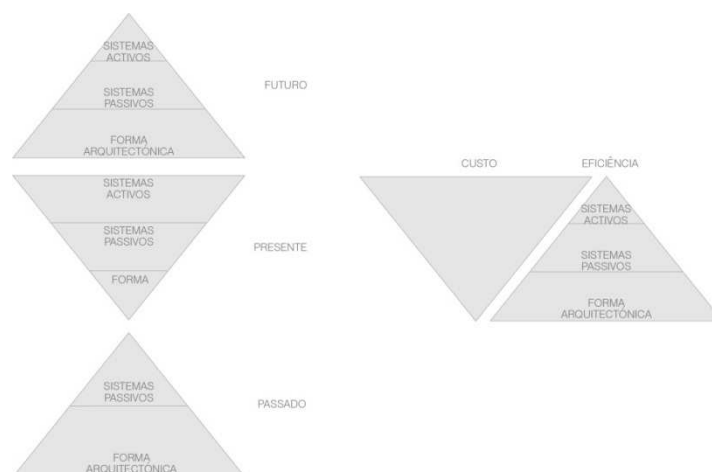 SISTEMAS
ACTIVOS
SISTEMAS
PASSIVOS
FORMA
ARQUITECTÓNICA
FUTURO
SISTEMAS
ACTIVOS
SISTEMAS
PASSIVOS
FORMA
PRESENTE
SISTEMAS
PASSIVOS
FORMA
ARQUITECTÓNICA
PASSADO
CUSTO
EFICIÊNCIA
SISTEMAS
ACTIVOS
SISTEMAS
PASSIVOS
FORMA
ARQUITECTÓNICA